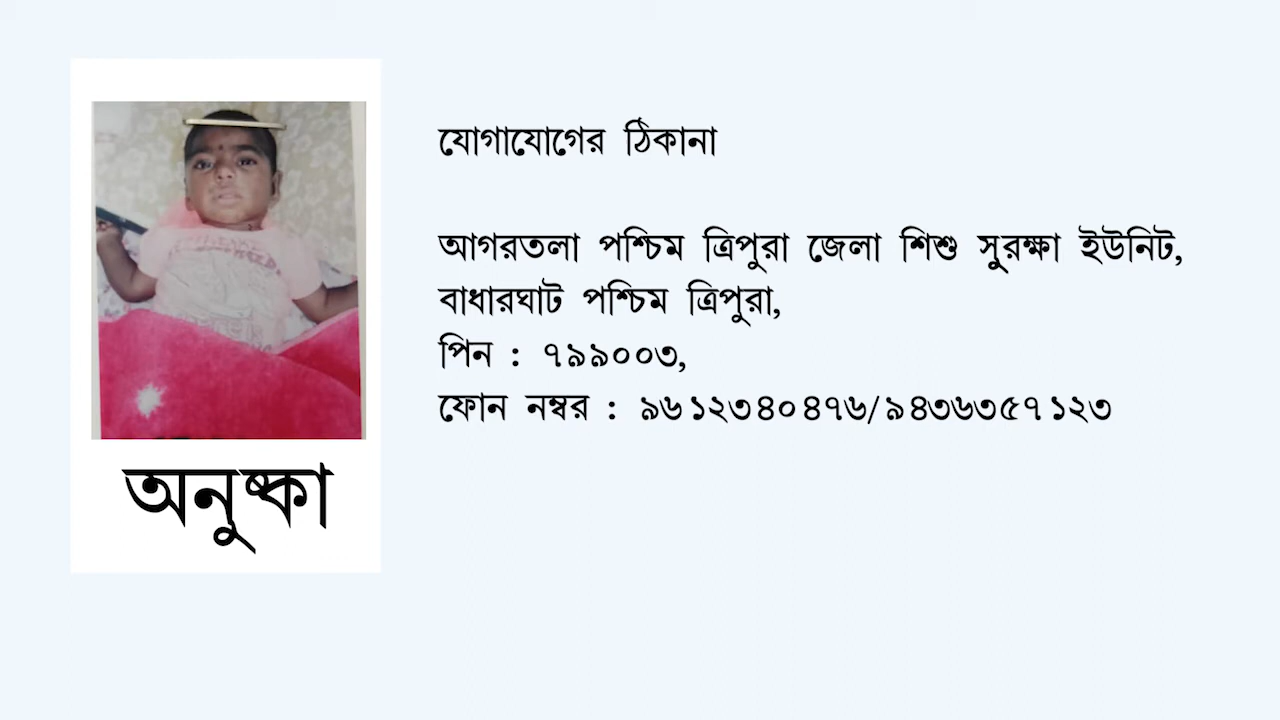 যোগাযোগের ঠিকানা
আগরতলা পশ্চিম ত্রিপুরা জেলা শিশু সুরক্ষা ইউনিট,
বাধারঘাট পশ্চিম ত্রিপুরা,
পিন : ৭৯৯০০৩,
ফোন নম্বর : ৯৬১২৩৪০৪৭৬/৯৪৩৬৩৫৭১২৩
অনুষ্কা